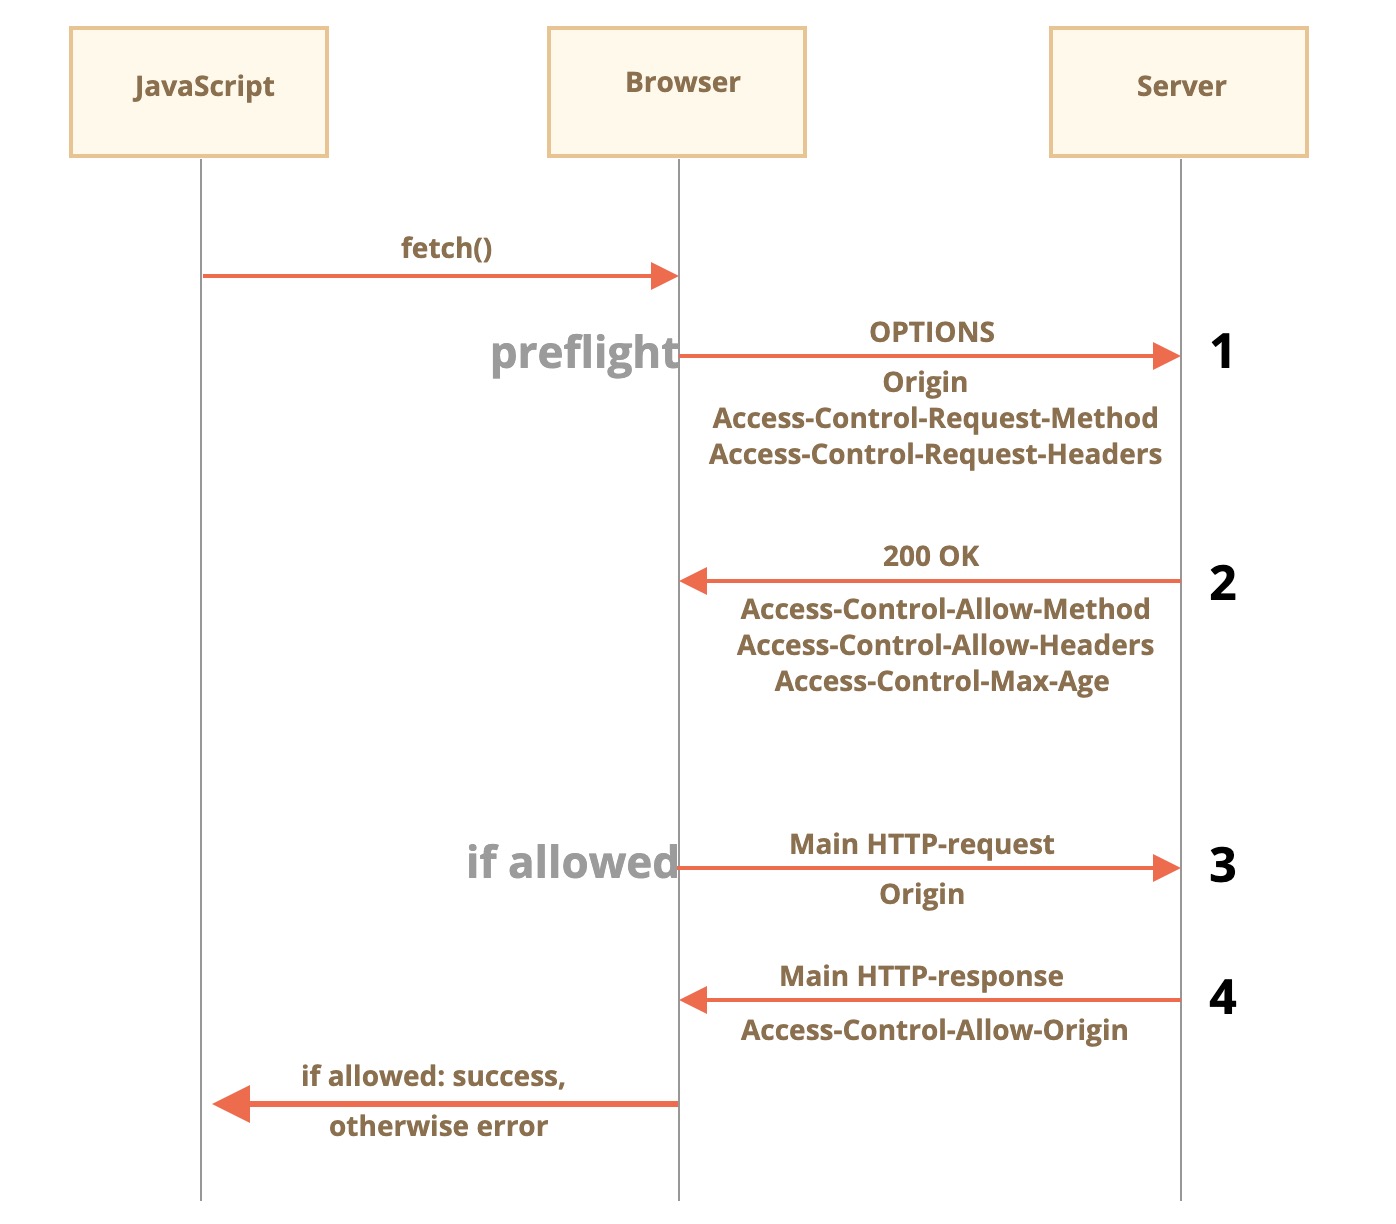 JavaScript
Browser
Server
fetch()
preflight
OPTIONS
1
Origin
Access-Control-Request-Method
Access-Control-Request-Headers
200 OK
2
Access-Control-Allow-Method
Access-Control-Allow-Headers
Access-Control-Max-Age
if allowed
Main HTTP-request
3
Origin
Main HTTP-response
4
Access-Control-Allow-Origin
if allowed: success,
otherwise error